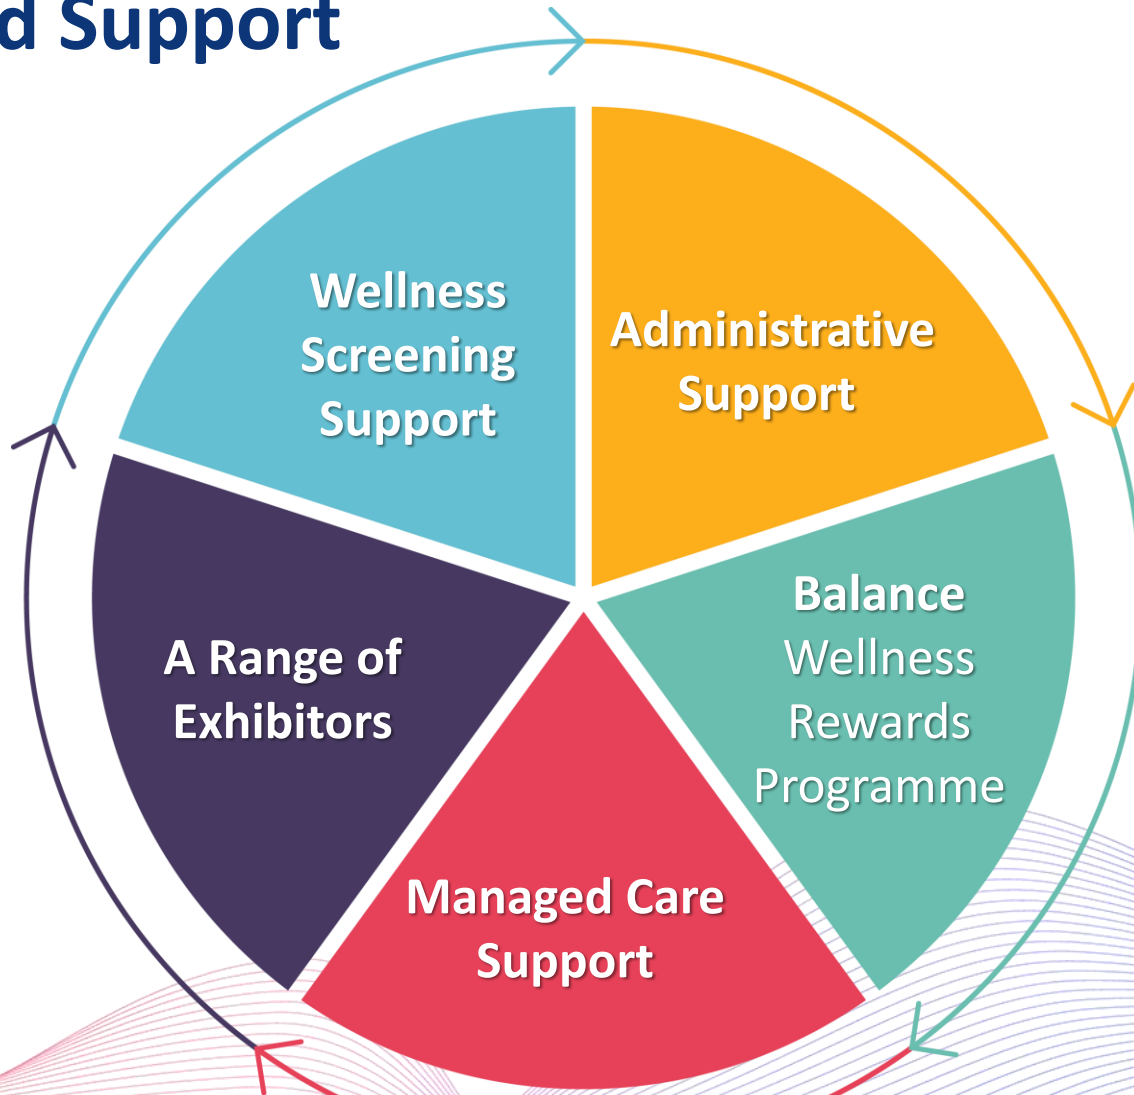 d Support
Wellness
Screening
Support
Administrative
Support
Balance
Wellness
Rewards
Programme
Managed Care
Support
A Range of
Exhibitors